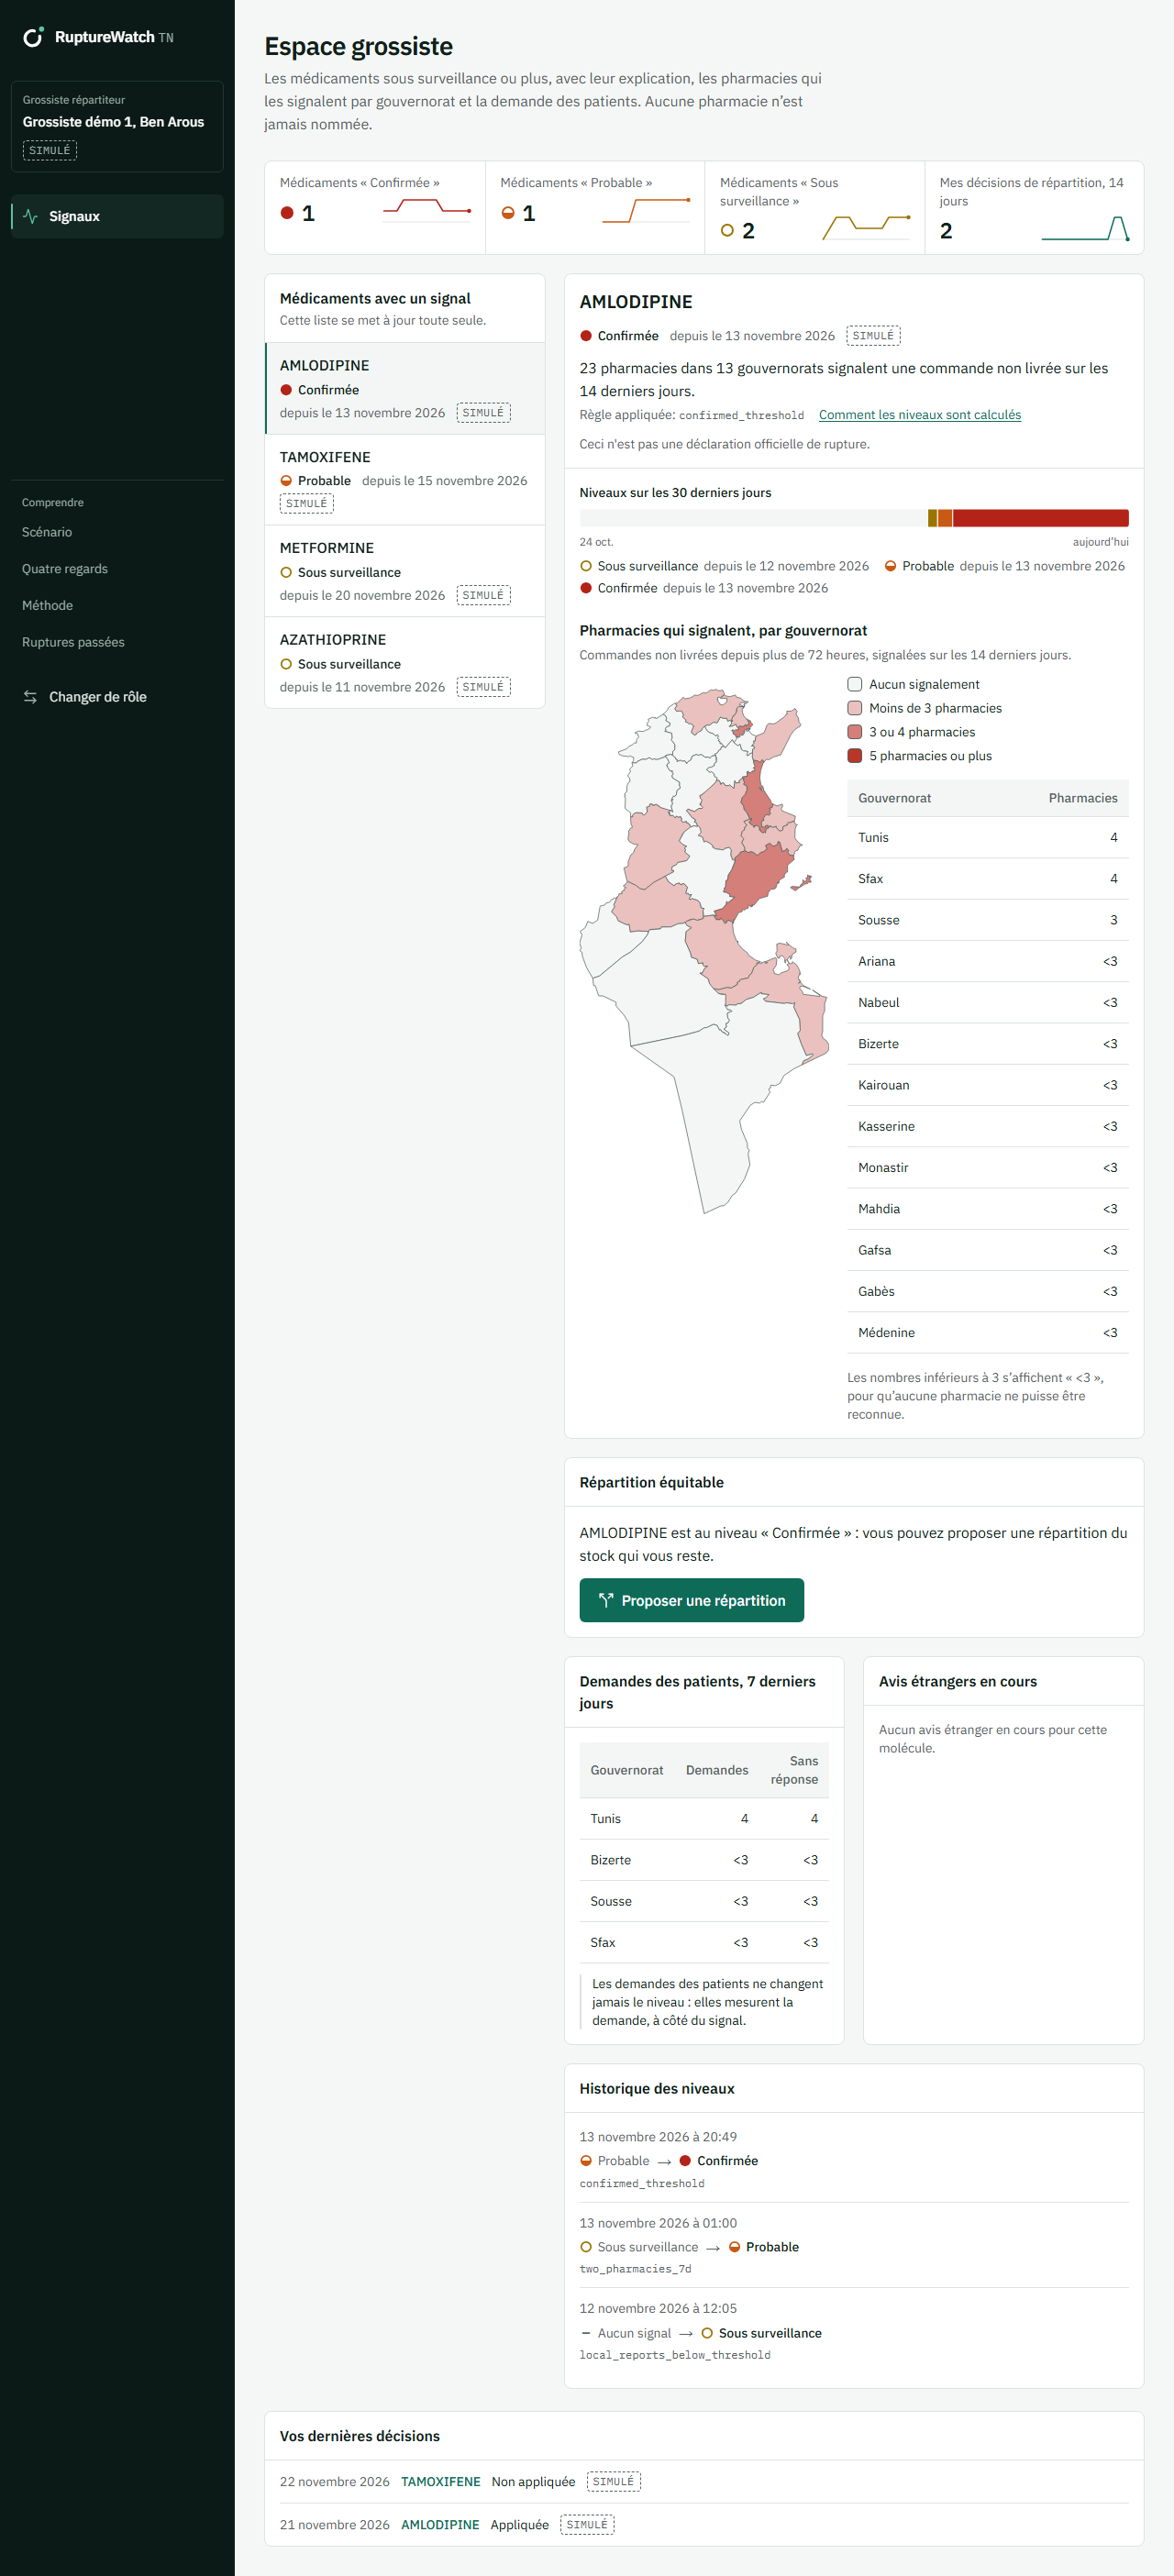 RuptureWatch TN
Grossiste répartiteur
Grossiste démo 1, Ben Arous
SIMULÉ
Signaux
Comprendre
Scénario
Quatre regards
Méthode
Ruptures passées
Changer de rôle
Espace grossiste
Les médicaments sous surveillance ou plus, avec leur explication, les pharmacies qui
les signalent par gouvernorat et la demande des patients. Aucune pharmacie n’est
jamais nommée.
Médicaments « Confirmée »
1
Médicaments « Probable »
1
Médicaments « Sous
surveillance »
2
Mes décisions de répartition, 14
jours
2
Médicaments avec un signal
Cette liste se met à jour toute seule.
AMLODIPINE
Confirmée
depuis le 13 novembre 2026 SIMULÉ
TAMOXIFENE
Probable depuis le 15 novembre 2026
SIMULÉ
METFORMINE
Sous surveillance
depuis le 20 novembre 2026 SIMULÉ
AZATHIOPRINE
Sous surveillance
depuis le 11 novembre 2026 SIMULÉ
AMLODIPINE
Confirmée depuis le 13 novembre 2026 SIMULÉ
23 pharmacies dans 13 gouvernorats signalent une commande non livrée sur les
14 derniers jours.
Règle appliquée: confirmed_threshold Comment les niveaux sont calculés
Ceci n'est pas une déclaration officielle de rupture.
Niveaux sur les 30 derniers jours
24 oct. aujourd’hui
Sous surveillance depuis le 12 novembre 2026 Probable depuis le 13 novembre 2026
Confirmée depuis le 13 novembre 2026
Pharmacies qui signalent, par gouvernorat
Commandes non livrées depuis plus de 72 heures, signalées sur les 14 derniers jours.
Aucun signalement
Moins de 3 pharmacies
3 ou 4 pharmacies
5 pharmacies ou plus
Gouvernorat Pharmacies
Tunis 4
Sfax 4
Sousse 3
Ariana <3
Nabeul <3
Bizerte <3
Kairouan <3
Kasserine <3
Monastir <3
Mahdia <3
Gafsa <3
Gabès <3
Médenine <3
Les nombres inférieurs à 3 s’affichent « <3 »,
pour qu’aucune pharmacie ne puisse être
reconnue.
Répartition équitable
AMLODIPINE est au niveau « Confirmée » : vous pouvez proposer une répartition du
stock qui vous reste.
Proposer une répartition
Demandes des patients, 7 derniers
jours
Gouvernorat Demandes Sans
réponse
Tunis 4 4
Bizerte <3 <3
Sousse <3 <3
Sfax <3 <3
Les demandes des patients ne changent
jamais le niveau : elles mesurent la
demande, à côté du signal.
Avis étrangers en cours
Aucun avis étranger en cours pour cette
molécule.
Historique des niveaux
13 novembre 2026 à 20:49
Probable → Confirmée
confirmed_threshold
13 novembre 2026 à 01:00
Sous surveillance → Probable
two_pharmacies_7d
12 novembre 2026 à 12:05
– Aucun signal → Sous surveillance
local_reports_below_threshold
Vos dernières décisions
22 novembre 2026 TAMOXIFENE Non appliquée SIMULÉ
21 novembre 2026 AMLODIPINE Appliquée SIMULÉ